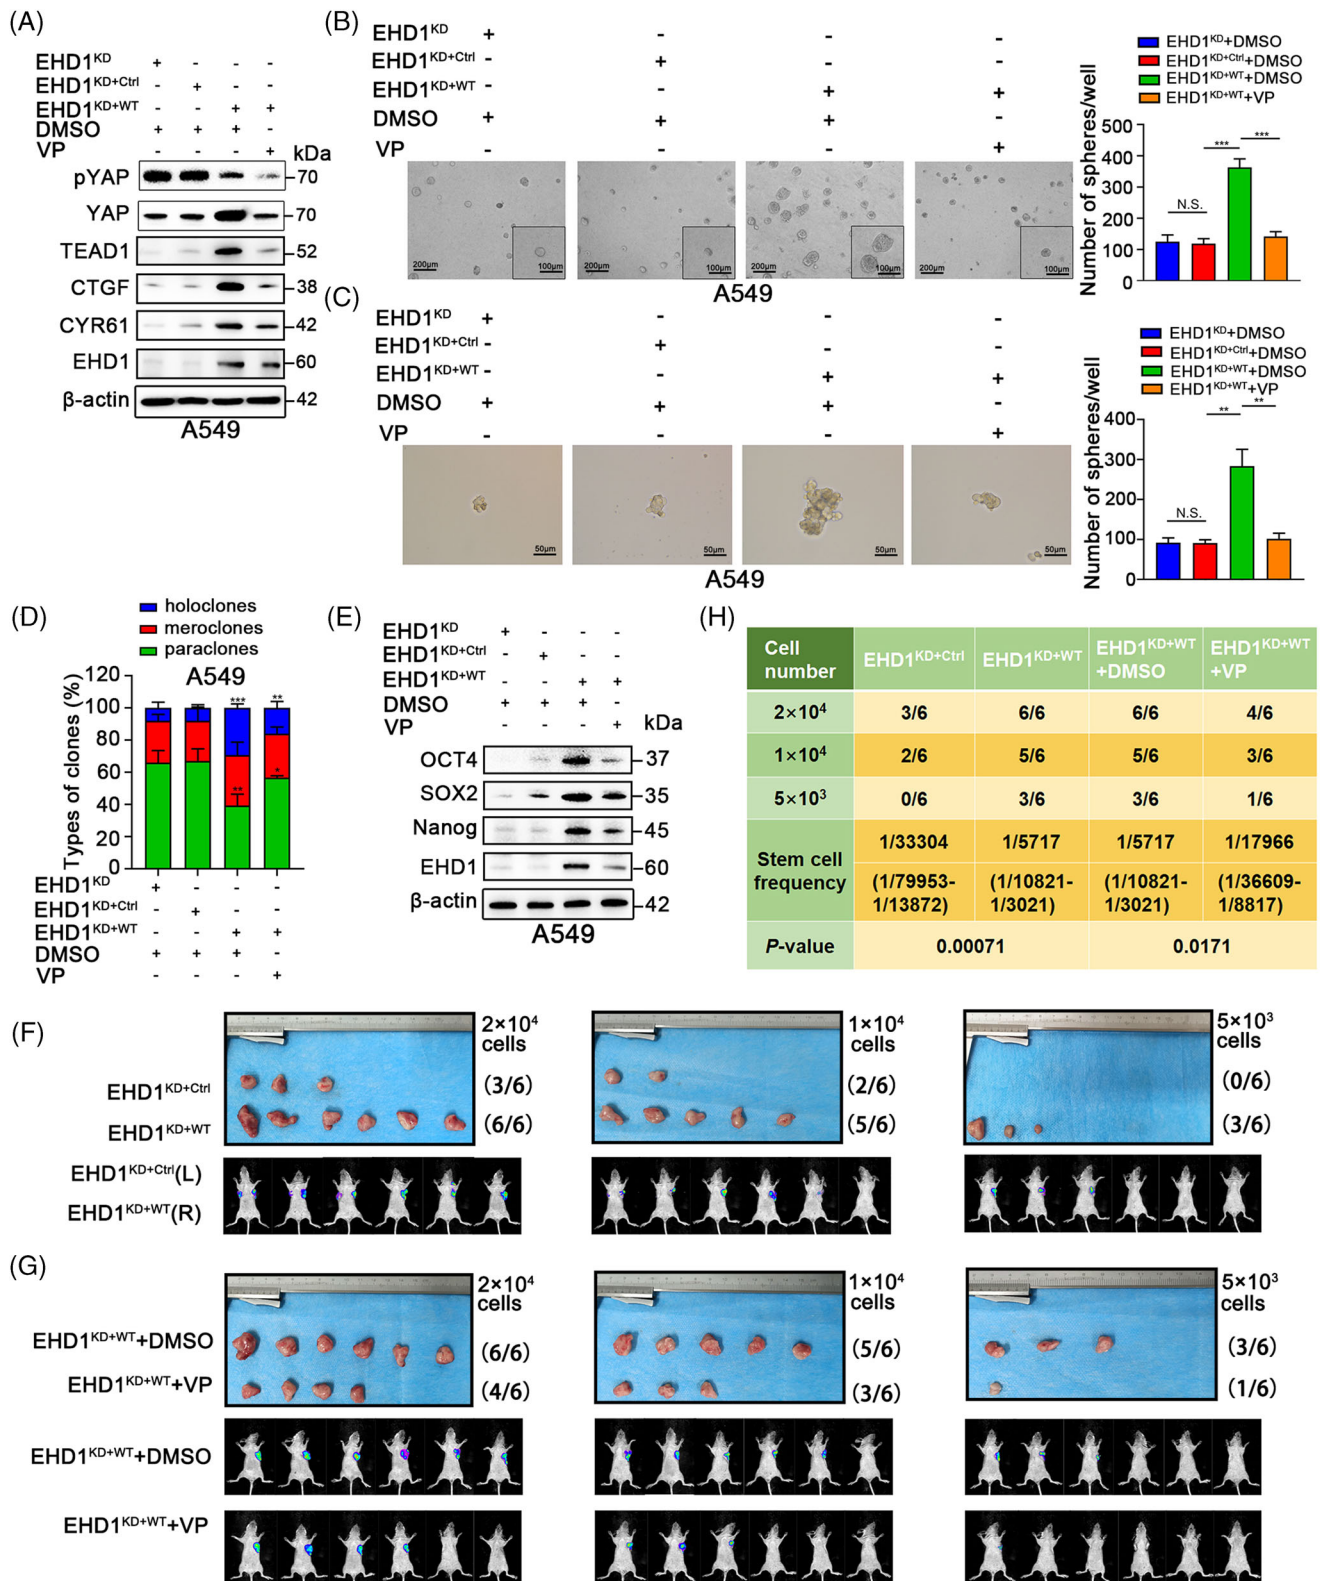 (A)
EHD1KD + - - -
EHD1KD+Ctrl - + - -
EHD1KD+WT - - + +
DMSO + + + -
VP - - - +
kDa
pYAP 70
YAP 70
TEAD1 52
CTGF 38
CYR61 42
EHD1 60
β-actin 42
A549
(B)
EHD1KD + - - -
EHD1KD+Ctrl - + - -
EHD1KD+WT - - + +
DMSO + + + -
VP - - - +
200μm 100μm 200μm 100μm 200μm 100μm 200μm 100μm
A549
EHD1KD+DMSO
EHD1KD+Ctrl+DMSO
EHD1KD+WT+DMSO
EHD1KD+WT+VP
Number of spheres/well
500
400
300
200
100
0
N.S. *** ***
(C)
EHD1KD + - - -
EHD1KD+Ctrl - + - -
EHD1KD+WT - - + +
DMSO + + + -
VP - - - +
50μm 50μm 50μm 50μm
A549
EHD1KD+DMSO
EHD1KD+Ctrl+DMSO
EHD1KD+WT+DMSO
EHD1KD+WT+VP
Number of spheres/well
400
300
200
100
0
N.S. ** **
(D)
holoclones
meroclones
paraclones
A549
Types of clones (%)
120
100
80
60
40
20
0
*** **
** *
EHD1KD + - - -
EHD1KD+Ctrl - + - -
EHD1KD+WT - - + +
DMSO + + + -
VP - - - +
(E)
EHD1KD + - - -
EHD1KD+Ctrl - + - -
EHD1KD+WT - - + +
DMSO + + + -
VP - - - +
kDa
OCT4 37
SOX2 35
Nanog 45
EHD1 60
β-actin 42
A549
(H)
Cell number EHD1KD+Ctrl EHD1KD+WT EHD1KD+WT+DMSO EHD1KD+WT+VP
2×10⁴ 3/6 6/6 6/6 4/6
1×10⁴ 2/6 5/6 5/6 3/6
5×10³ 0/6 3/6 3/6 1/6
Stem cell frequency 1/33304 1/5717 1/5717 1/17966
(1/79953-1/13872) (1/10821-1/3021) (1/10821-1/3021) (1/36609-1/8817)
P-value 0.00071 0.0171
(F)
2×10⁴ cells 1×10⁴ cells 5×10³ cells
EHD1KD+Ctrl (3/6) (2/6) (0/6)
EHD1KD+WT (6/6) (5/6) (3/6)
EHD1KD+Ctrl(L)
EHD1KD+WT(R)
(G)
2×10⁴ cells 1×10⁴ cells 5×10³ cells
EHD1KD+WT+DMSO (6/6) (5/6) (3/6)
EHD1KD+WT+VP (4/6) (3/6) (1/6)
EHD1KD+WT+DMSO
EHD1KD+WT+VP